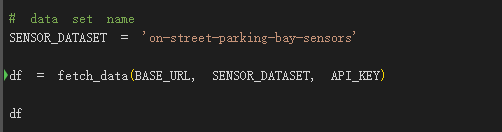 # data set name
SENSOR_DATASET = 'on-street-parking-bay-sensors'
df = fetch_data(BASE_URL, SENSOR_DATASET, API_KEY)
df